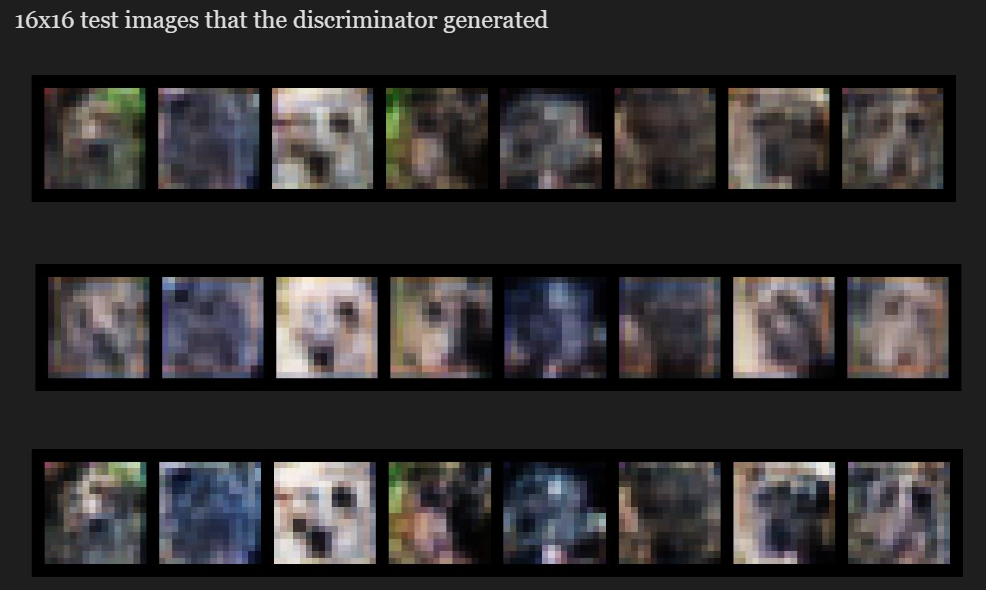 16x16 test images that the discriminator generated